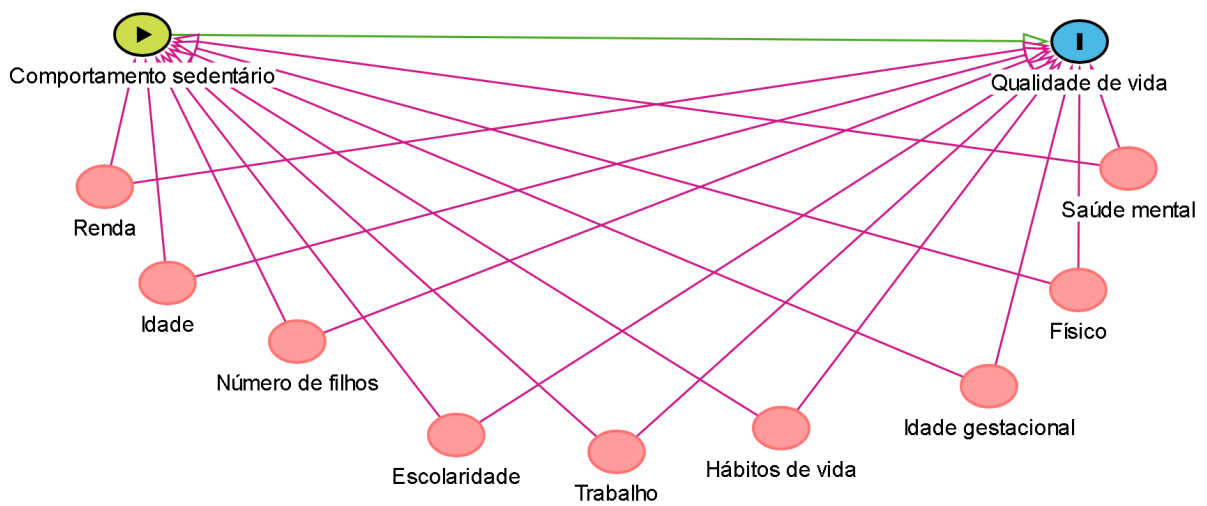 Comportamento sedentário
Qualidade de vida
Renda
Saúde mental
Idade
Físico
Número de filhos
Idade gestacional
Escolaridade
Hábitos de vida
Trabalho